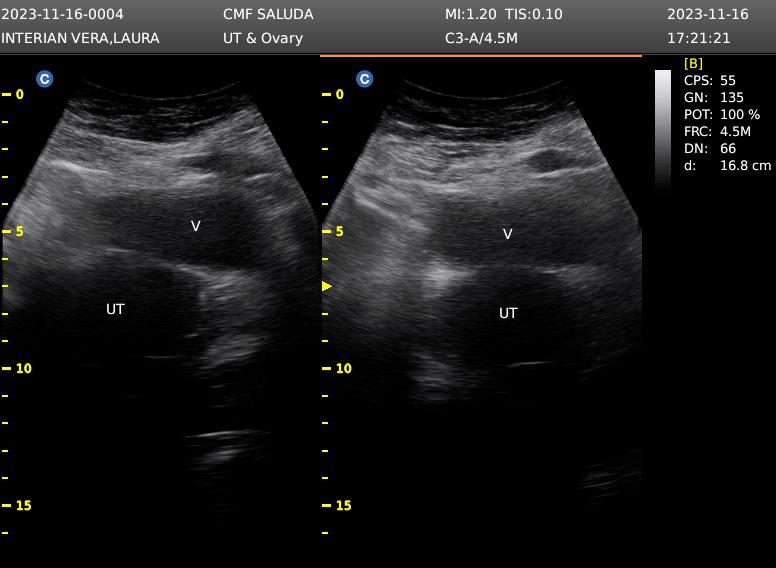 2023-11-16-0004 CMF SALUDA MI:1.20 TIS:0.10 2023-11-16
INTERIAN VERA,LAURA UT & Ovary C3-A/4.5M 17:21:21
[B]
CPS: 55
GN: 135
POT: 100 %
FRC: 4.5M
DN: 66
d: 16.8 cm
C C
0 0
V V
5 5
UT UT
10 10
15 15